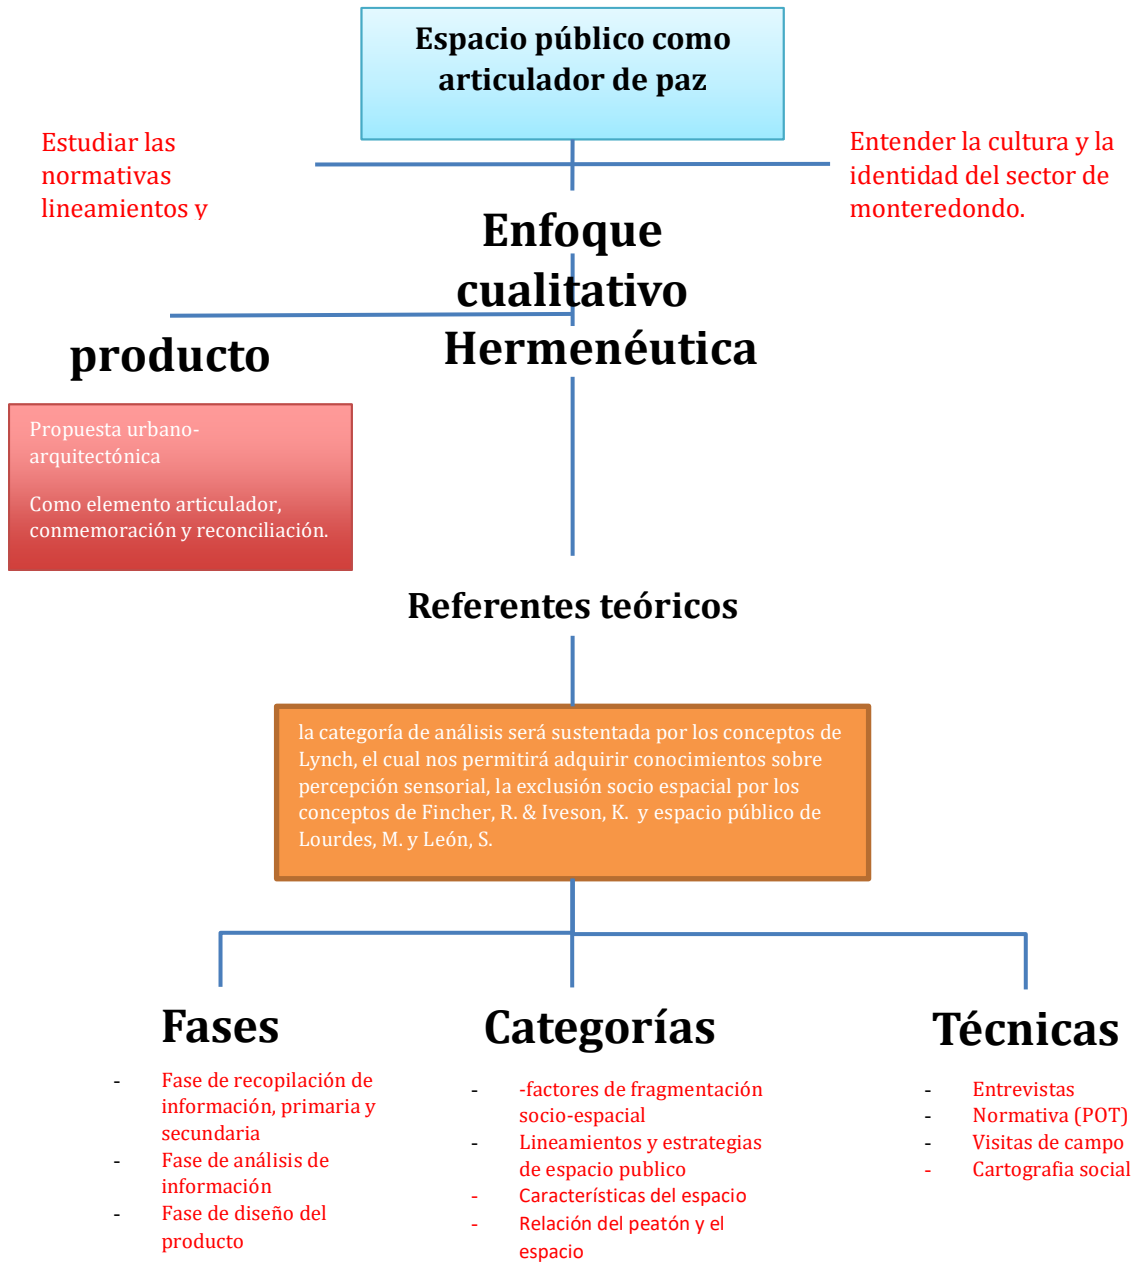 Espacio público como
articulador de paz
Estudiar las
normativas
lineamientos y
Entender la cultura y la
identidad del sector de
monteredondo.
Enfoque
cualitativo
Hermenéutica
producto
Propuesta urbano-
arquitectónica
Como elemento articulador,
conmemoración y reconciliación.
Referentes teóricos
la categoría de análisis será sustentada por los conceptos de
Lynch, el cual nos permitirá adquirir conocimientos sobre
percepción sensorial, la exclusión socio espacial por los
conceptos de Fincher, R. & Iveson, K. y espacio público de
Lourdes, M. y León, S.
Fases
- Fase de recopilación de
información, primaria y
secundaria
- Fase de análisis de
información
- Fase de diseño del
producto
Categorías
- -factores de fragmentación
socio-espacial
- Lineamientos y estrategias
de espacio publico
- Características del espacio
- Relación del peatón y el
espacio
Técnicas
- Entrevistas
- Normativa (POT)
- Visitas de campo
- Cartografia social